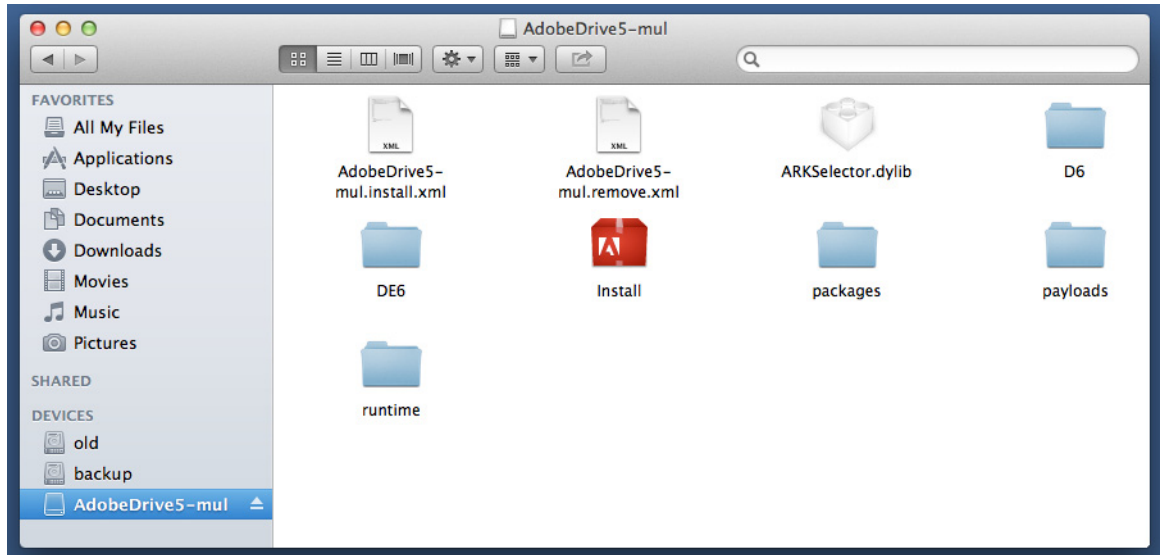 AdobeDrive5-mul
FAVORITES
All My Files
Applications
Desktop
Documents
Downloads
Movies
Music
Pictures
SHARED
DEVICES
old
backup
AdobeDrive5-mul
XML
XML
AdobeDrive5-
mul.install.xml
AdobeDrive5-
mul.remove.xml
ARKSelector.dylib
D6
DE6
Install
packages
payloads
runtime